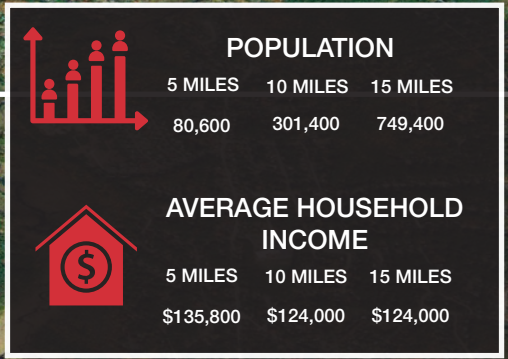 POPULATION
5 MILES 10 MILES 15 MILES
80,600 301,400 749,400
AVERAGE HOUSEHOLD
INCOME
5 MILES 10 MILES 15 MILES
$135,800 $124,000 $124,000
$